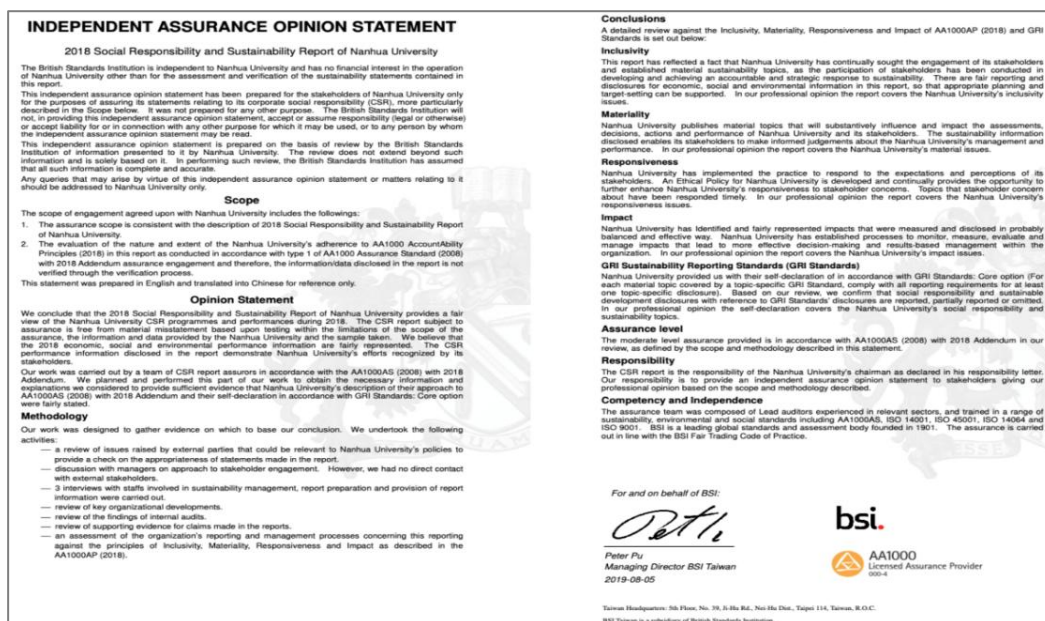 INDEPENDENT ASSURANCE OPINION STATEMENT
2018 Social Responsibility and Sustainability Report of Nanhua University
The British Standards Institution is independent to Nanhua University and has no financial interest in the operation
of Nanhua University other than for the assessment and verification of the sustainability statements contained in
this report.
This independent assurance opinion statement has been prepared for the stakeholders of Nanhua University only
for the purposes of assuring its statements relating to its corporate social responsibility (CSR), more particularly
described in the Scope below. It was not prepared for any other purpose. The British Standards Institution will
not, in providing this independent assurance opinion statement, accept or assume responsibility (legal or otherwise)
or accept liability for or in connection with any other purpose for which it may be used, or to any person by whom
the independent assurance opinion statement may be read.
This independent assurance opinion statement is prepared on the basis of review by the British Standards
Institution of information presented to it by Nanhua University. The review does not extend beyond such
information and is solely based on it. In performing such review, the British Standards Institution has assumed
that all such information is complete and accurate.
Any queries that may arise by virtue of this independent assurance opinion statement or matters relating to it
should be addressed to Nanhua University only.
Scope
The scope of engagement agreed upon with Nanhua University includes the followings:
1. The assurance scope is consistent with the description of 2018 Social Responsibility and Sustainability Report
of Nanhua University.
2. The evaluation of the nature and extent of the Nanhua University's adherence to AA1000 AccountAbility
Principles (2018) in this report as conducted in accordance with type 1 of AA1000 Assurance Standard (2008)
with 2018 Addendum assurance engagement and therefore, the information/data disclosed in the report is not
verified through the verification process.
This statement was prepared in English and translated into Chinese for reference only.
Opinion Statement
We conclude that the 2018 Social Responsibility and Sustainability Report of Nanhua University provides a fair
view of the Nanhua University CSR programmes and performances during 2018. The CSR report subject to
assurance is free from material misstatement based upon testing within the limitations of the scope of the
assurance, the information and data provided by the Nanhua University and the sample taken. We believe that
the 2018 economic, social and environmental performance information are fairly represented. The CSR
performance information disclosed in the report demonstrate Nanhua University's efforts recognized by its
stakeholders.
Our work was carried out by a team of CSR report assurors in accordance with the AA1000AS (2008) with 2018
Addendum. We planned and performed this part of our work to obtain the necessary information and
explanations we considered to provide sufficient evidence that Nanhua University's description of their approach to
AA1000AS (2008) with 2018 Addendum and their self-declaration in accordance with GRI Standards: Core option
were fairly stated.
Methodology
Our work was designed to gather evidence on which to base our conclusion. We undertook the following
activities:
— a review of issues raised by external parties that could be relevant to Nanhua University's policies to
provide a check on the appropriateness of statements made in the report.
— discussion with managers on approach to stakeholder engagement. However, we had no direct contact
with external stakeholders.
— 3 interviews with staffs involved in sustainability management, report preparation and provision of report
information were carried out.
— review of key organizational developments.
— review of the findings of internal audits.
— review of supporting evidence for claims made in the reports.
— an assessment of the organization's reporting and management processes concerning this reporting
against the principles of Inclusivity, Materiality, Responsiveness and Impact as described in the
AA1000AP (2018).
Conclusions
A detailed review against the Inclusivity, Materiality, Responsiveness and Impact of AA1000AP (2018) and GRI
Standards is set out below:
Inclusivity
This report has reflected a fact that Nanhua University has continually sought the engagement of its stakeholders
and established material sustainability topics, as the participation of stakeholders has been conducted in
developing and achieving an accountable and strategic response to sustainability. There are fair reporting and
disclosures for economic, social and environmental information in this report, so that appropriate planning and
target-setting can be supported. In our professional opinion the report covers the Nanhua University's inclusivity
issues.
Materiality
Nanhua University publishes material topics that will substantively influence and impact the assessments,
decisions, actions and performance of Nanhua University and its stakeholders. The sustainability information
disclosed enables its stakeholders to make informed judgements about the Nanhua University's management and
performance. In our professional opinion the report covers the Nanhua University's material issues.
Responsiveness
Nanhua University has implemented the practice to respond to the expectations and perceptions of its
stakeholders. An Ethical Policy for Nanhua University is developed and continually provides the opportunity to
further enhance Nanhua University's responsiveness to stakeholder concerns. Topics that stakeholder concern
about have been responded timely. In our professional opinion the report covers the Nanhua University's
responsiveness issues.
Impact
Nanhua University has Identified and fairly represented impacts that were measured and disclosed in probably
balanced and effective way. Nanhua University has established processes to monitor, measure, evaluate and
manage impacts that lead to more effective decision-making and results-based management within the
organization. In our professional opinion the report covers the Nanhua University's impact issues.
GRI Sustainability Reporting Standards (GRI Standards)
Nanhua University provided us with their self-declaration of in accordance with GRI Standards: Core option (For
each material topic covered by a topic-specific GRI Standard, comply with all reporting requirements for at least
one topic-specific disclosure). Based on our review, we confirm that social responsibility and sustainable
development disclosures with reference to GRI Standards' disclosures are reported, partially reported or omitted.
In our professional opinion the self-declaration covers the Nanhua University's social responsibility and
sustainability topics.
Assurance level
The moderate level assurance provided is in accordance with AA1000AS (2008) with 2018 Addendum in our
review, as defined by the scope and methodology described in this statement.
Responsibility
The CSR report is the responsibility of the Nanhua University's chairman as declared in his responsibility letter.
Our responsibility is to provide an independent assurance opinion statement to stakeholders giving our
professional opinion based on the scope and methodology described.
Competency and Independence
The assurance team was composed of Lead auditors experienced in relevant sectors, and trained in a range of
sustainability, environmental and social standards including AA1000AS, ISO 14001, ISO 45001, ISO 14064 and
ISO 9001. BSI is a leading global standards and assessment body founded in 1901. The assurance is carried
out in line with the BSI Fair Trading Code of Practice.
For and on behalf of BSI:
bsi.
Peter Pu
Managing Director BSI Taiwan
2019-08-05
AA1000
Licensed Assurance Provider
000-4
Taiwan Headquarters: 5th Floor, No. 39, Ji-Hu Rd., Nei-Hu Dist., Taipei 114, Taiwan, R.O.C.
BSI Taiwan is a subsidiary of British Standards Institution.